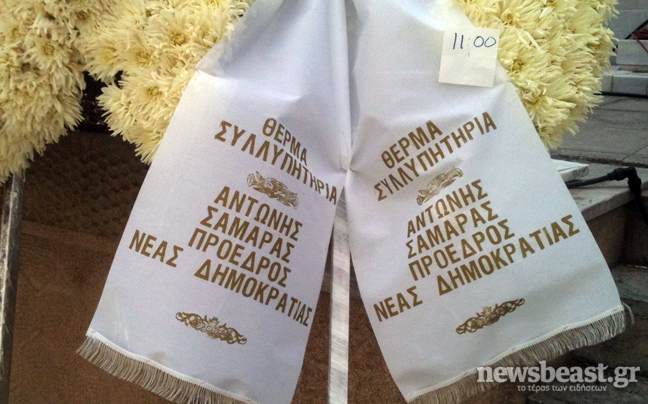 11:00
ΘΕΡΜΑ
ΣΥΛΛΥΠΗΤΗΡΙΑ
ΑΝΤΩΝΗΣ
ΣΑΜΑΡΑΣ
ΠΡΟΕΔΡΟΣ
ΝΕΑΣ ΔΗΜΟΚΡΑΤΙΑΣ
ΘΕΡΜΑ
ΣΥΛΛΥΠΗΤΗΡΙΑ
ΑΝΤΩΝΗΣ
ΣΑΜΑΡΑΣ
ΠΡΟΕΔΡΟΣ
ΝΕΑΣ ΔΗΜΟΚΡΑΤΙΑΣ
newsbeast.gr
το τέρας των ειδήσεων